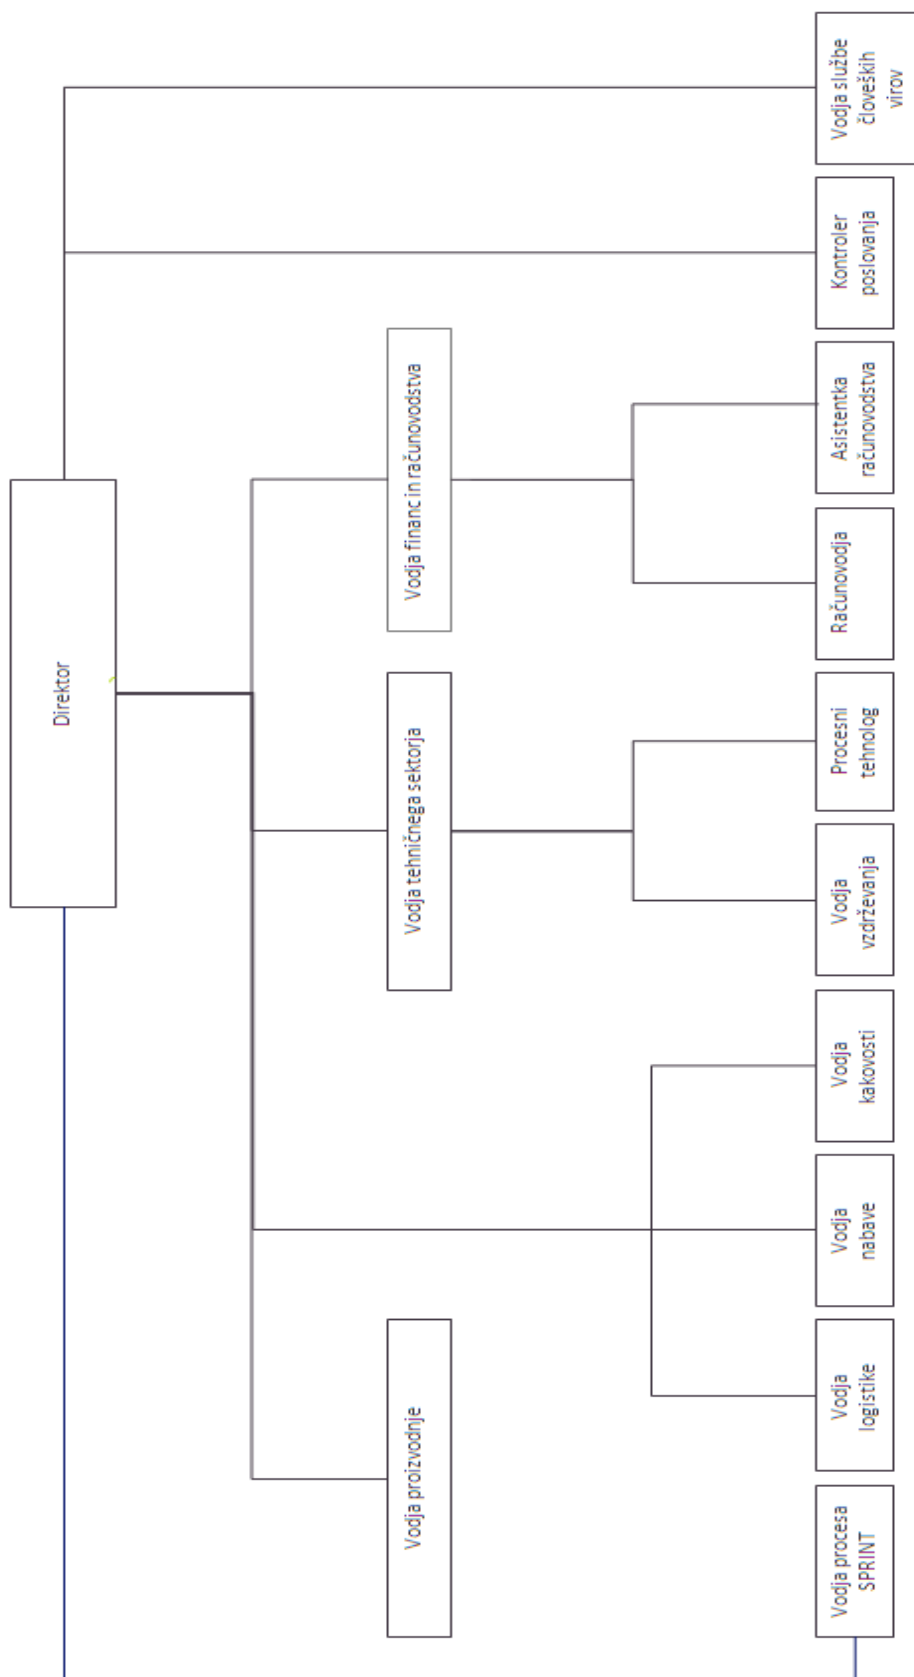 Direktor
Vodja proizvodnje
Vodja tehničnega sektorja
Vodja financ in računovodstva
Vodja procesa
SPRINT
Vodja
logistike
Vodja
nabave
Vodja
kakovosti
Vodja
vzdrževanja
Procesni
tehnolog
Računovodja
Asistentka
računovodstva
Kontroler
poslovanja
Vodja službe
človeških
virov